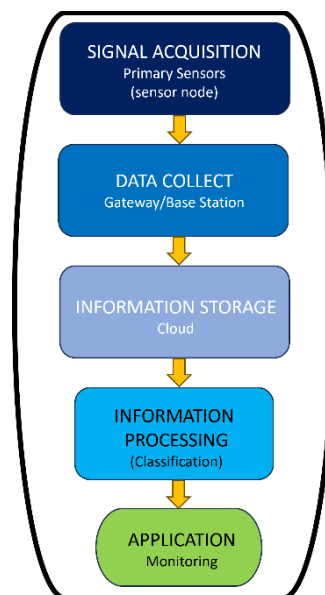 SIGNAL ACQUISITION
Primary Sensors
(sensor node)
DATA COLLECT
Gateway/Base Station
INFORMATION STORAGE
Cloud
INFORMATION
PROCESSING
(Classification)
APPLICATION
Monitoring